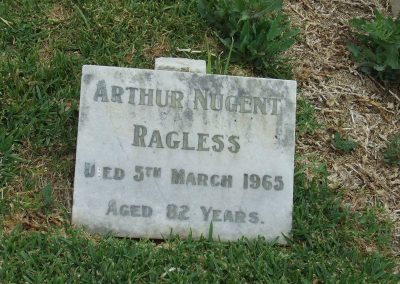 ARTHUR NUGENT
RAGLESS
DIED 5TH MARCH 1965
AGED 82 YEARS.